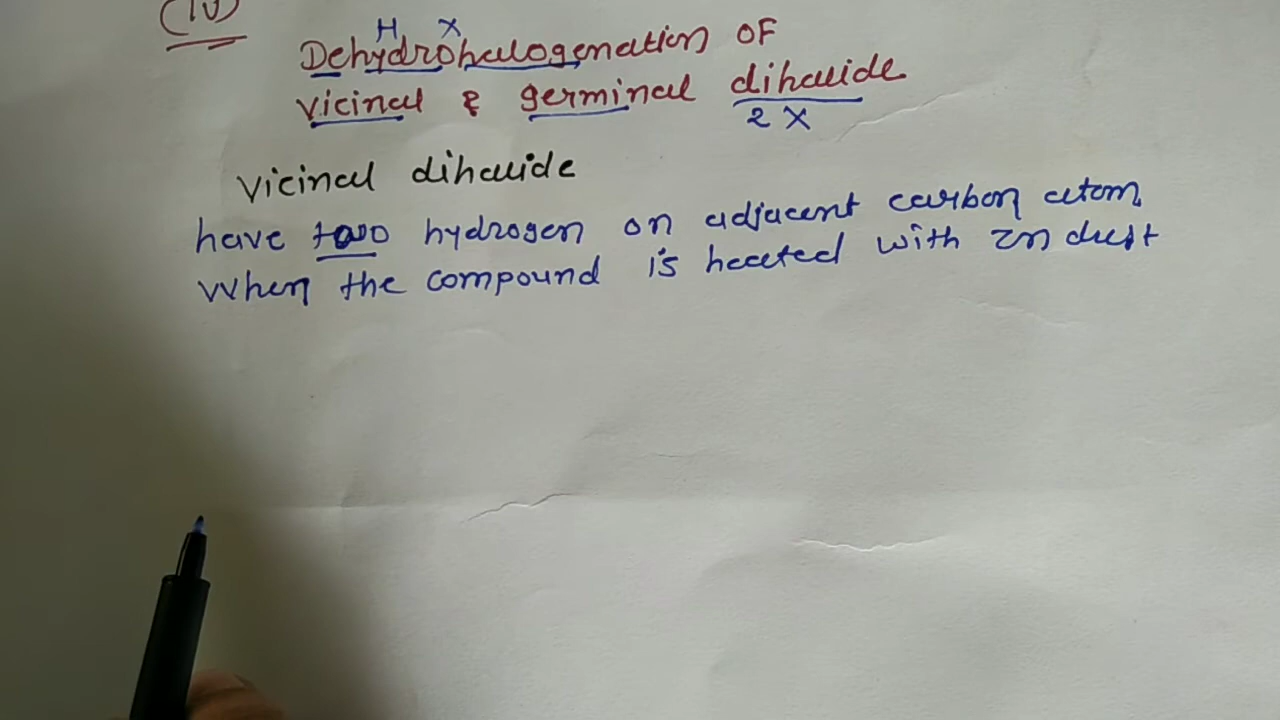 (iv)
H X
Dehydrohalogenation OF
vicinal & germinal dihalide
2 X
vicinal dihalide
have two hydrogen on adjacent carbon atom
When the compound is heated with zn dust